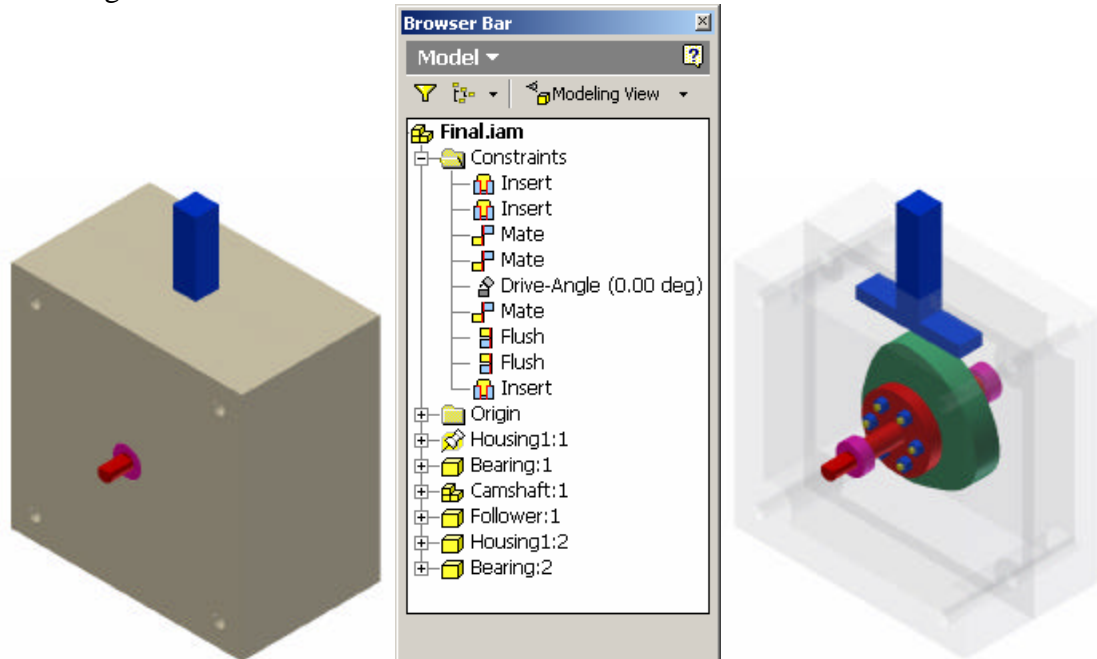 Browser Bar
Model
Modeling View
Final.iam
Constraints
Insert
Insert
Mate
Mate
Drive-Angle (0.00 deg)
Mate
Flush
Flush
Insert
Origin
Housing1:1
Bearing:1
Camshaft:1
Follower:1
Housing1:2
Bearing:2